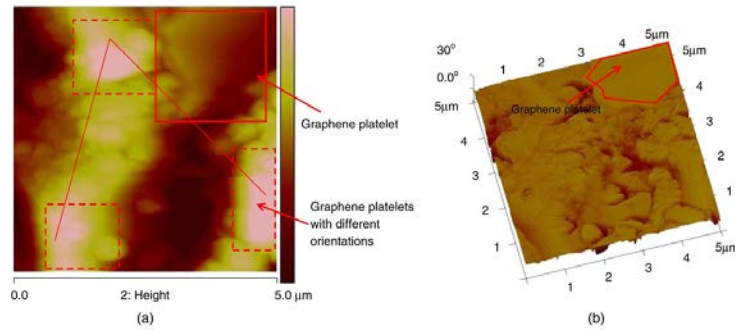 Graphene platelet
Graphene platelets
with different
orientations
0.0
2: Height
5.0 µm
(a)
30°
0.0°
5µm
4
3
2
1
1
2
3
4
5µm
5µm
4
3
2
1
1
2
3
4
5µm
Graphene platelet
(b)